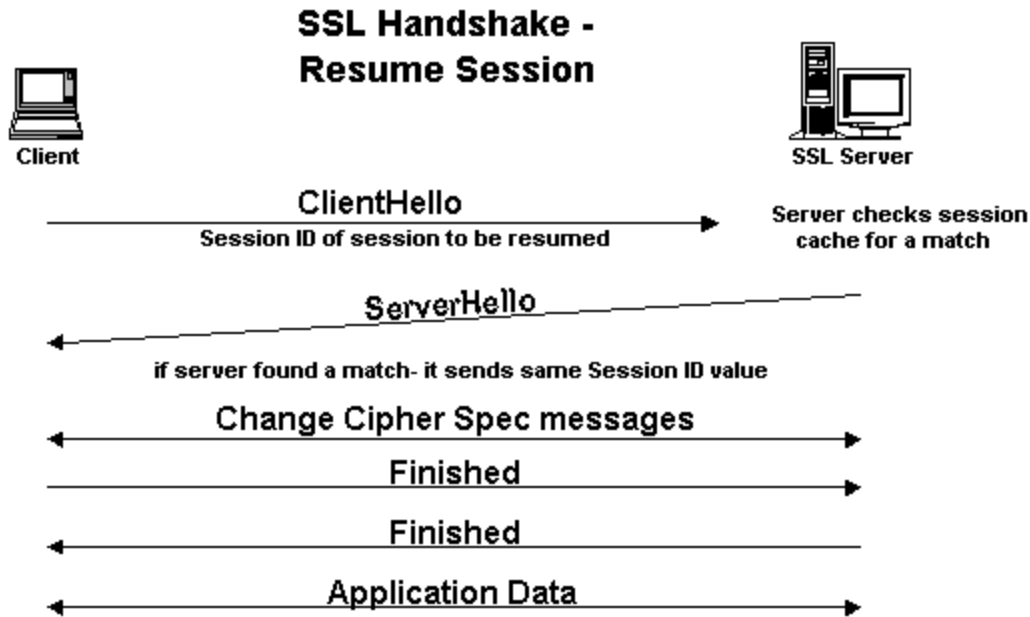 SSL Handshake -
Resume Session
Client
SSL Server
ClientHello
Session ID of session to be resumed
Server checks session
cache for a match
ServerHello
if server found a match- it sends same Session ID value
Change Cipher Spec messages
Finished
Finished
Application Data